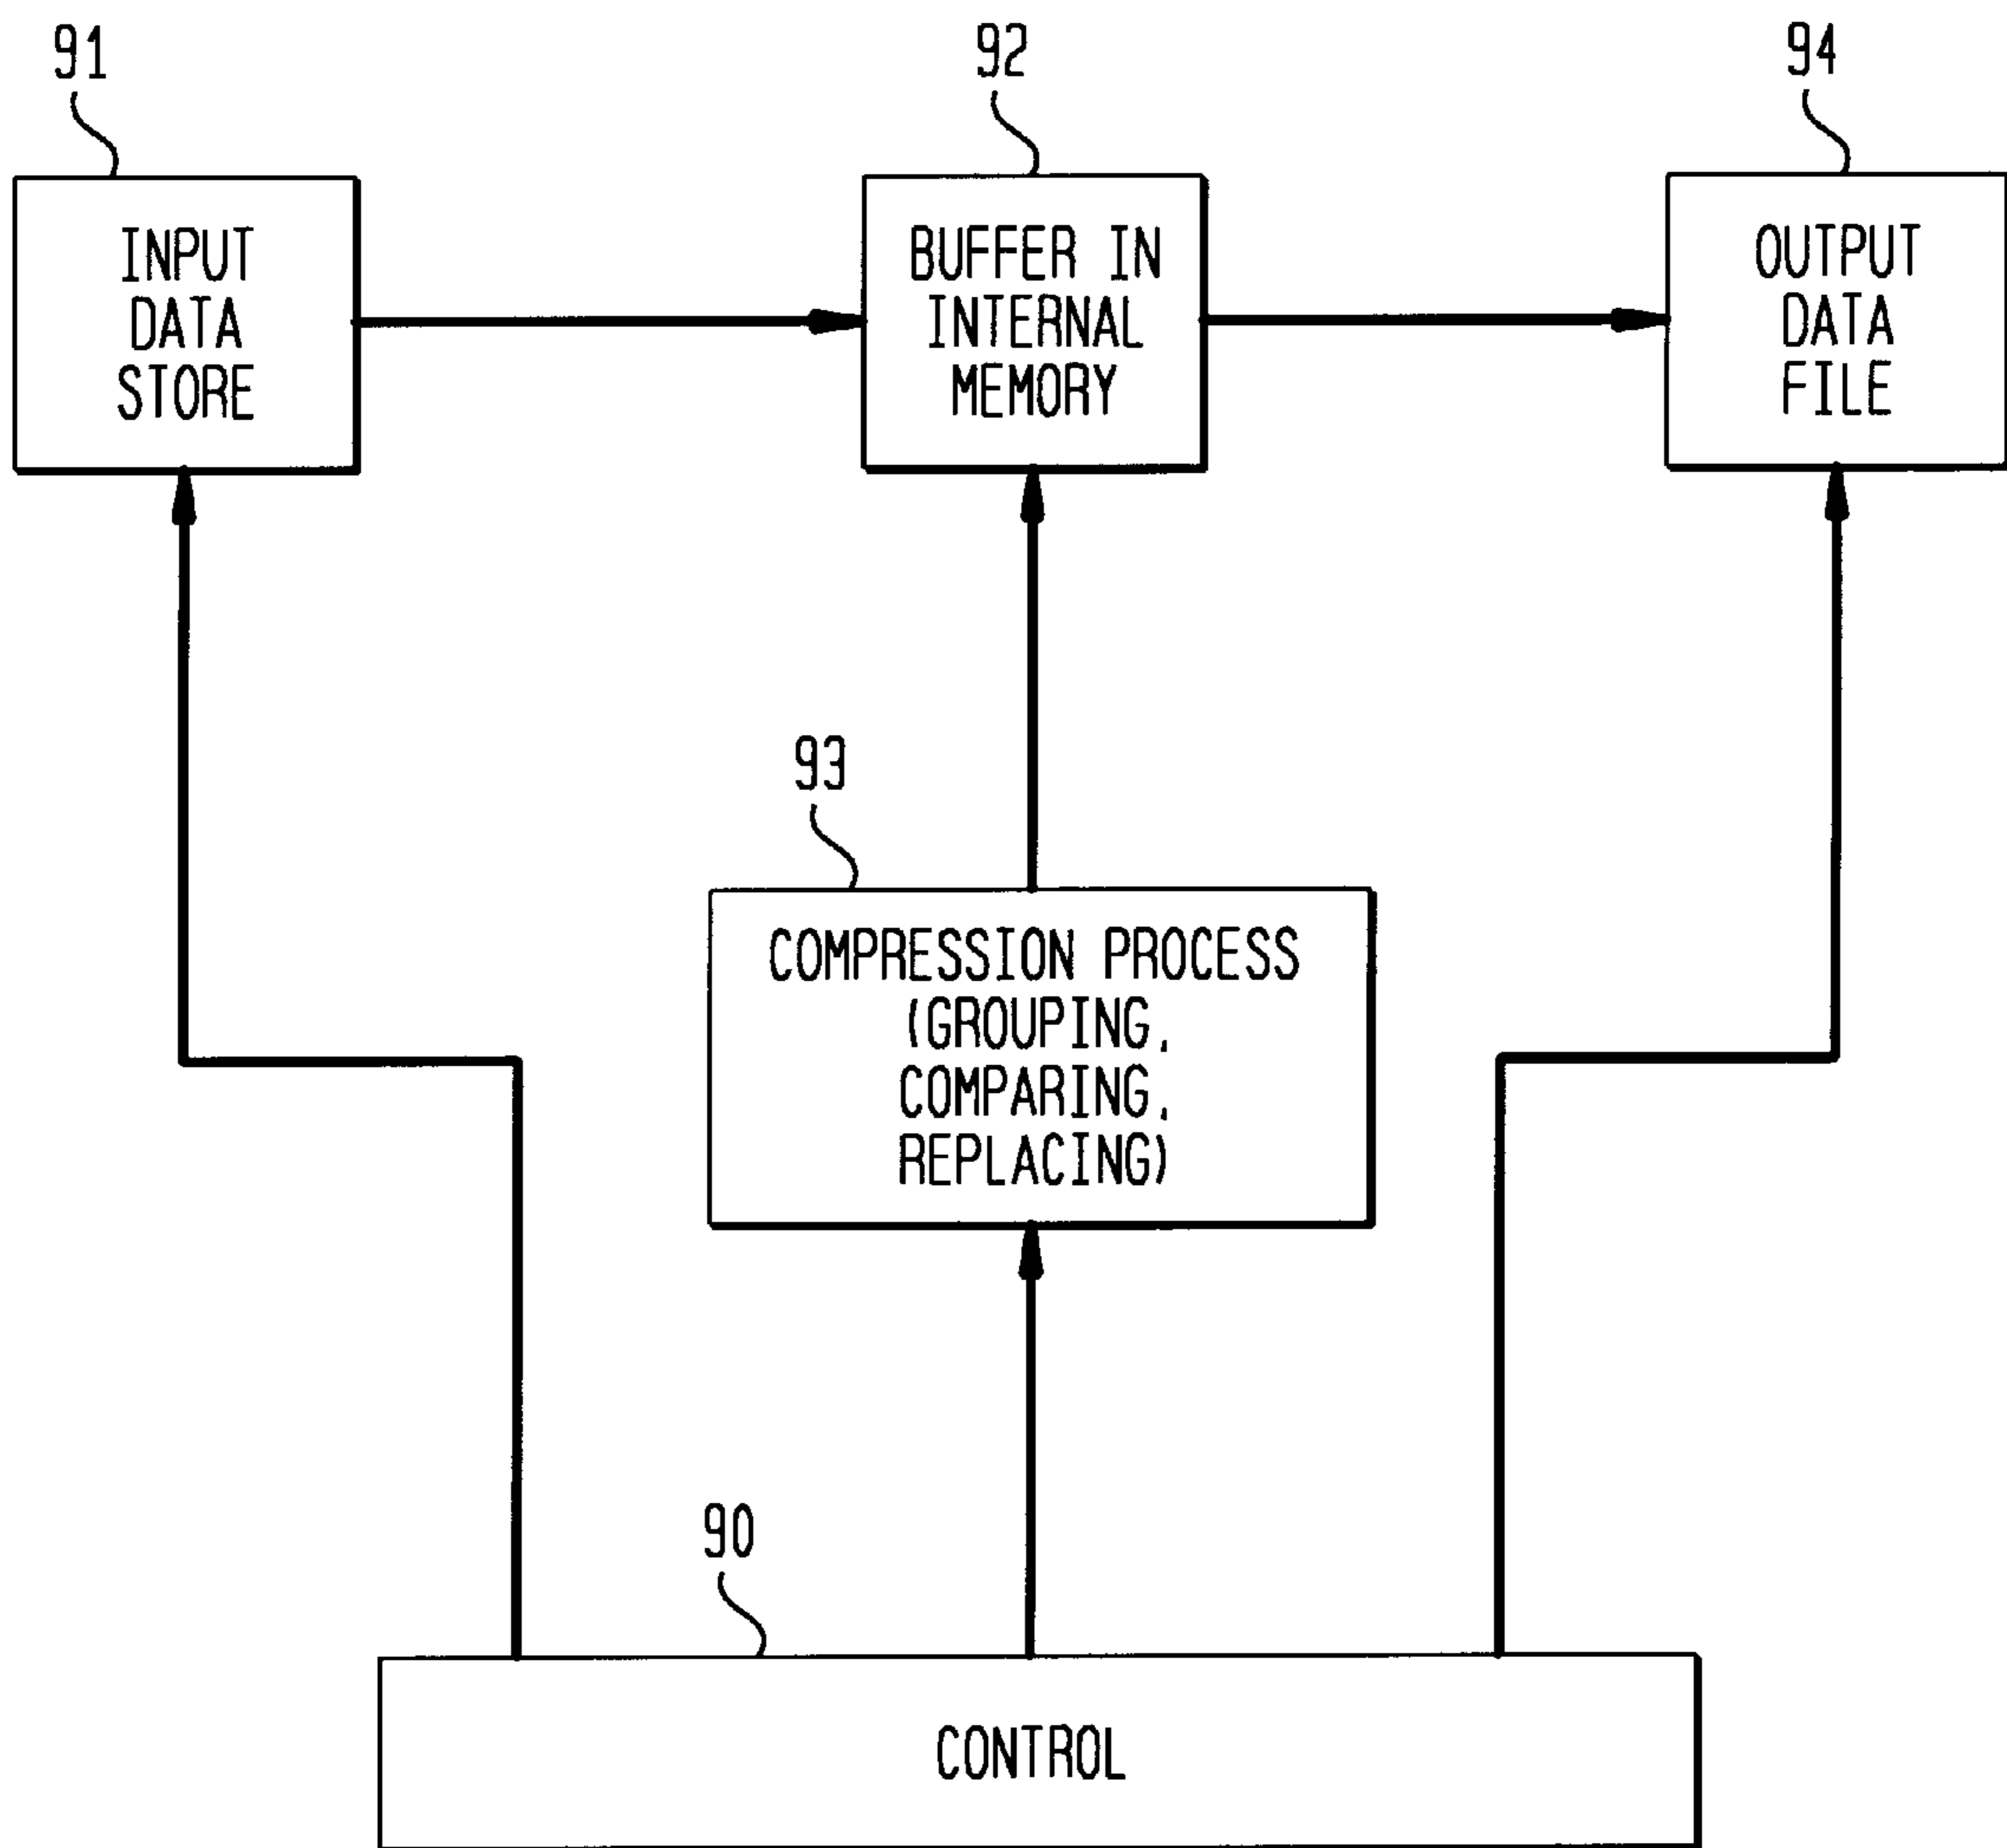 91
92
94
INPUT
DATA
STORE
BUFFER IN
INTERNAL
MEMORY
OUTPUT
DATA
FILE
93
COMPRESSION PROCESS
(GROUPING,
COMPARING,
REPLACING)
90
CONTROL